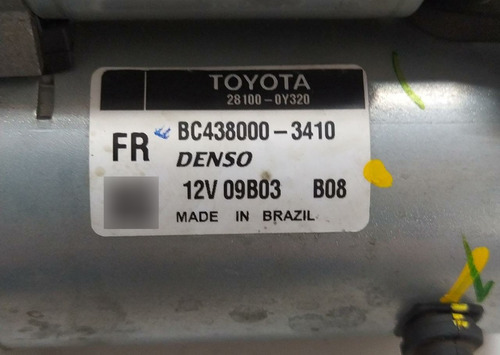 TOYOTA
28100-0Y320
FR BC438000-3410
DENSO
12V 09B03 B08
MADE IN BRAZIL